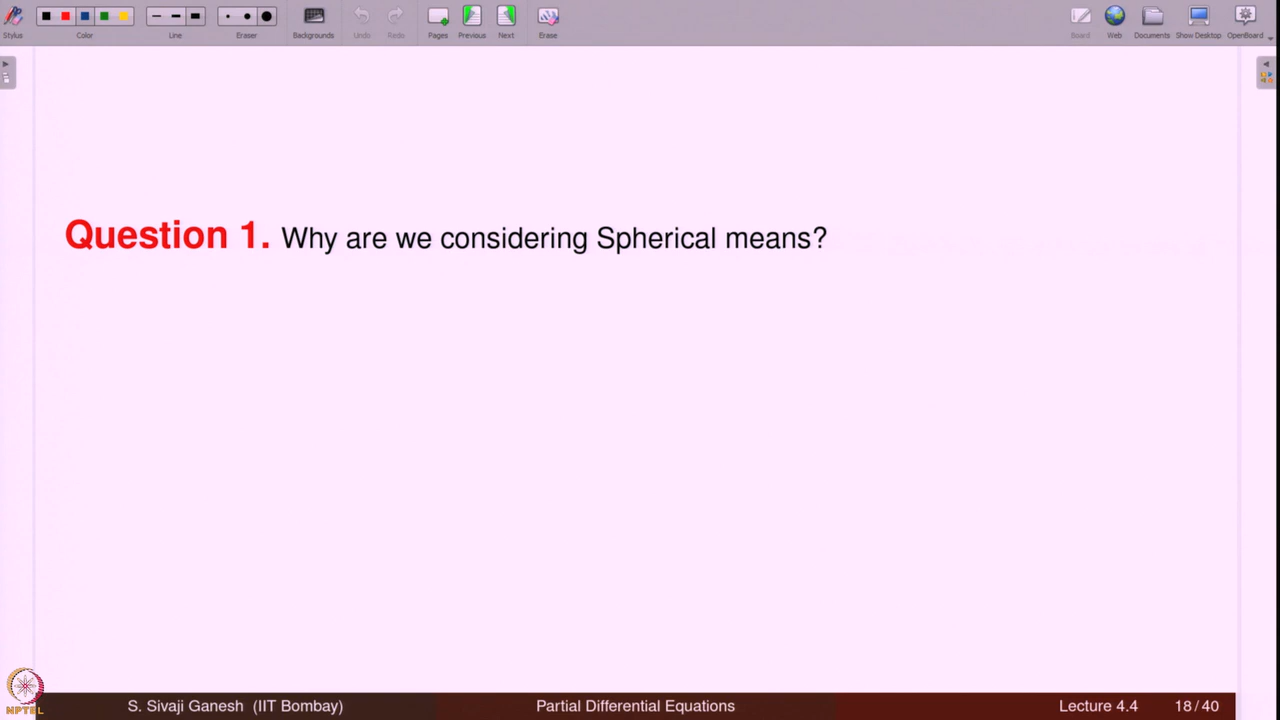 Stylus Color Line Eraser Backgrounds Undo Redo Pages Previous Next Erase Board Web Documents Show Desktop OpenBoard
Question 1. Why are we considering Spherical means?
NPTEL
S. Sivaji Ganesh (IIT Bombay) Partial Differential Equations Lecture 4.4 18/40